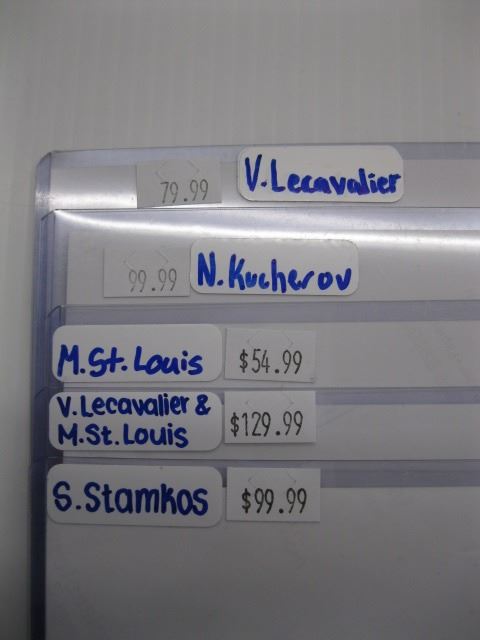 79.99 V.Lecavalier
99.99 N.Kucherov
M.St.Louis $54.99
V.Lecavalier &
M.St.Louis $129.99
S.Stamkos $99.99